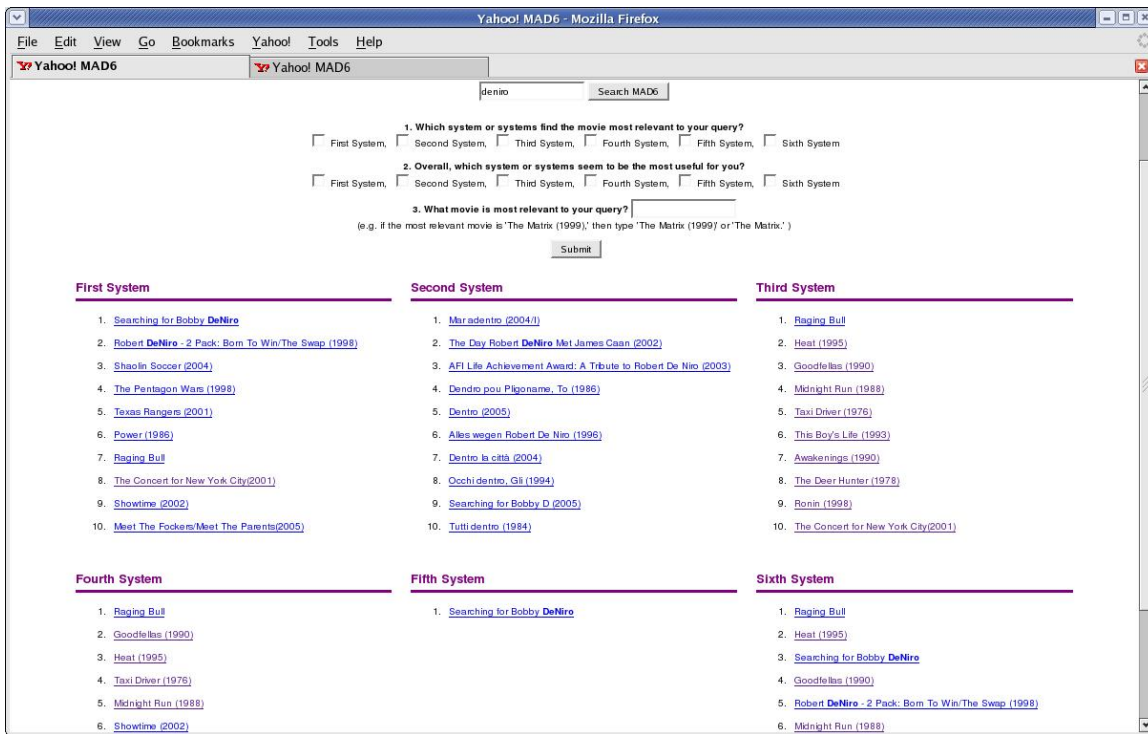 Yahoo! MAD6 - Mozilla Firefox
File Edit View Go Bookmarks Yahoo! Tools Help
Y? Yahoo! MAD6 Y? Yahoo! MAD6
deniro Search MAD6
1. Which system or systems find the movie most relevant to your query?
First System, Second System, Third System, Fourth System, Fifth System, Sixth System
2. Overall, which system or systems seem to be the most useful for you?
First System, Second System, Third System, Fourth System, Fifth System, Sixth System
3. What movie is most relevant to your query?
(e.g. if the most relevant movie is 'The Matrix (1999),' then type 'The Matrix (1999)' or 'The Matrix.' )
Submit
First System
1. Searching for Bobby DeNiro
2. Robert DeNiro - 2 Pack: Born To Win/The Swap (1998)
3. Shaolin Soccer (2004)
4. The Pentagon Wars (1998)
5. Texas Rangers (2001)
6. Power (1986)
7. Raging Bull
8. The Concert for New York City(2001)
9. Showtime (2002)
10. Meet The Fockers/Meet The Parents(2005)
Second System
1. Mar adentro (2004/I)
2. The Day Robert DeNiro Met James Caan (2002)
3. AFI Life Achievement Award: A Tribute to Robert De Niro (2003)
4. Dendro pou Pligoname, To (1986)
5. Dentro (2005)
6. Alles wegen Robert De Niro (1996)
7. Dentro la città (2004)
8. Occhi dentro, Gli (1994)
9. Searching for Bobby D (2005)
10. Tutti dentro (1984)
Third System
1. Raging Bull
2. Heat (1995)
3. Goodfellas (1990)
4. Midnight Run (1988)
5. Taxi Driver (1976)
6. This Boy's Life (1993)
7. Awakenings (1990)
8. The Deer Hunter (1978)
9. Ronin (1998)
10. The Concert for New York City(2001)
Fourth System
1. Raging Bull
2. Goodfellas (1990)
3. Heat (1995)
4. Taxi Driver (1976)
5. Midnight Run (1988)
6. Showtime (2002)
Fifth System
1. Searching for Bobby DeNiro
Sixth System
1. Raging Bull
2. Heat (1995)
3. Searching for Bobby DeNiro
4. Goodfellas (1990)
5. Robert DeNiro - 2 Pack: Born To Win/The Swap (1998)
6. Midnight Run (1988)